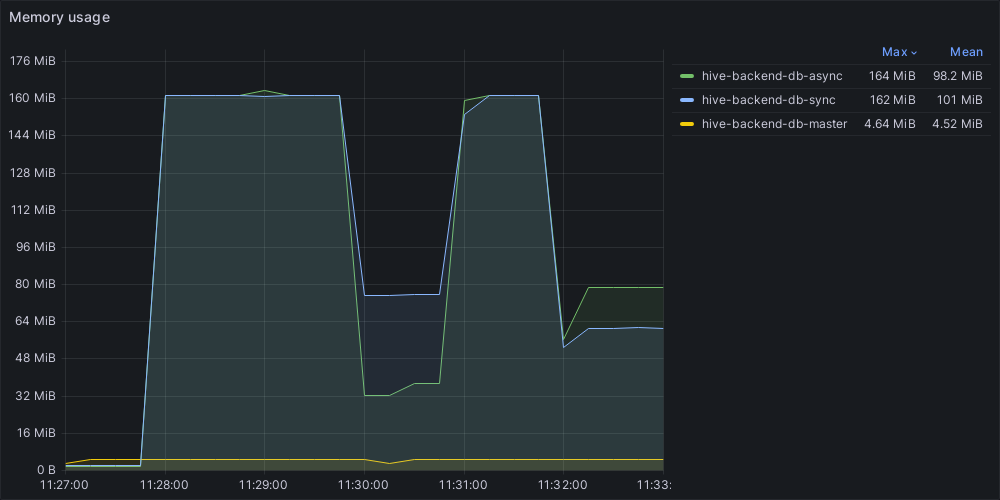 Memory usage
Max Mean
hive-backend-db-async 164 MiB 98.2 MiB
hive-backend-db-sync 162 MiB 101 MiB
hive-backend-db-master 4.64 MiB 4.52 MiB
176 MiB
160 MiB
144 MiB
128 MiB
112 MiB
96 MiB
80 MiB
64 MiB
48 MiB
32 MiB
16 MiB
0 B
11:27:00 11:28:00 11:29:00 11:30:00 11:31:00 11:32:00 11:33: